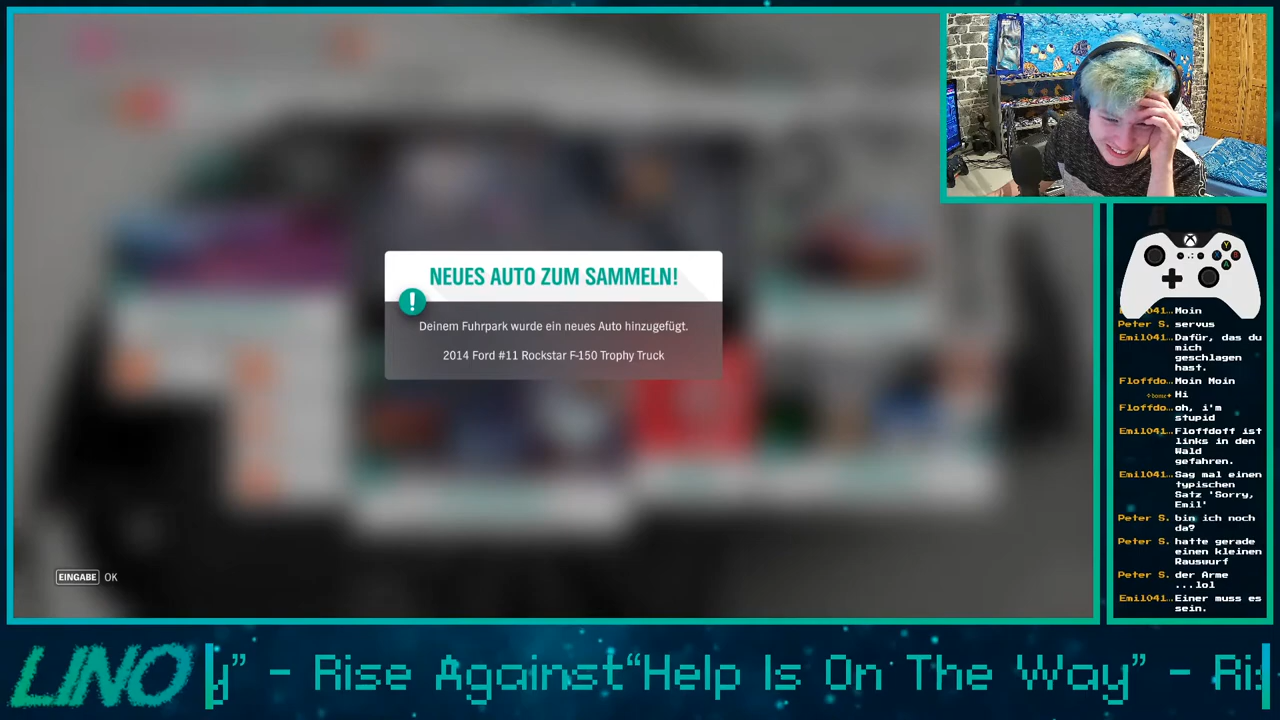 NEUES AUTO ZUM SAMMELN!
!
Deinem Fuhrpark wurde ein neues Auto hinzugefügt.
2014 Ford #11 Rockstar F-150 Trophy Truck
EINGABE OK
Y
X B
A
Moin
Peter S. servus
Emil041… Dafür, das du
mich
geschlagen
hast.
Floffdo… Moin Moin
Hi
Floffdo… oh, i'm
stupid
Emil041… Floffdoff ist
links in den
Wald
gefahren.
Emil041… Sag mal einen
typischen
Satz 'Sorry,
Emil'
Peter S. bin ich noch
da?
Peter S. hatte gerade
einen kleinen
Rauswurf
Peter S. der Arme
...lol
Emil041… Einer muss es
sein.
LINO
y” - Rise Against“Help Is On The Way” - Ris